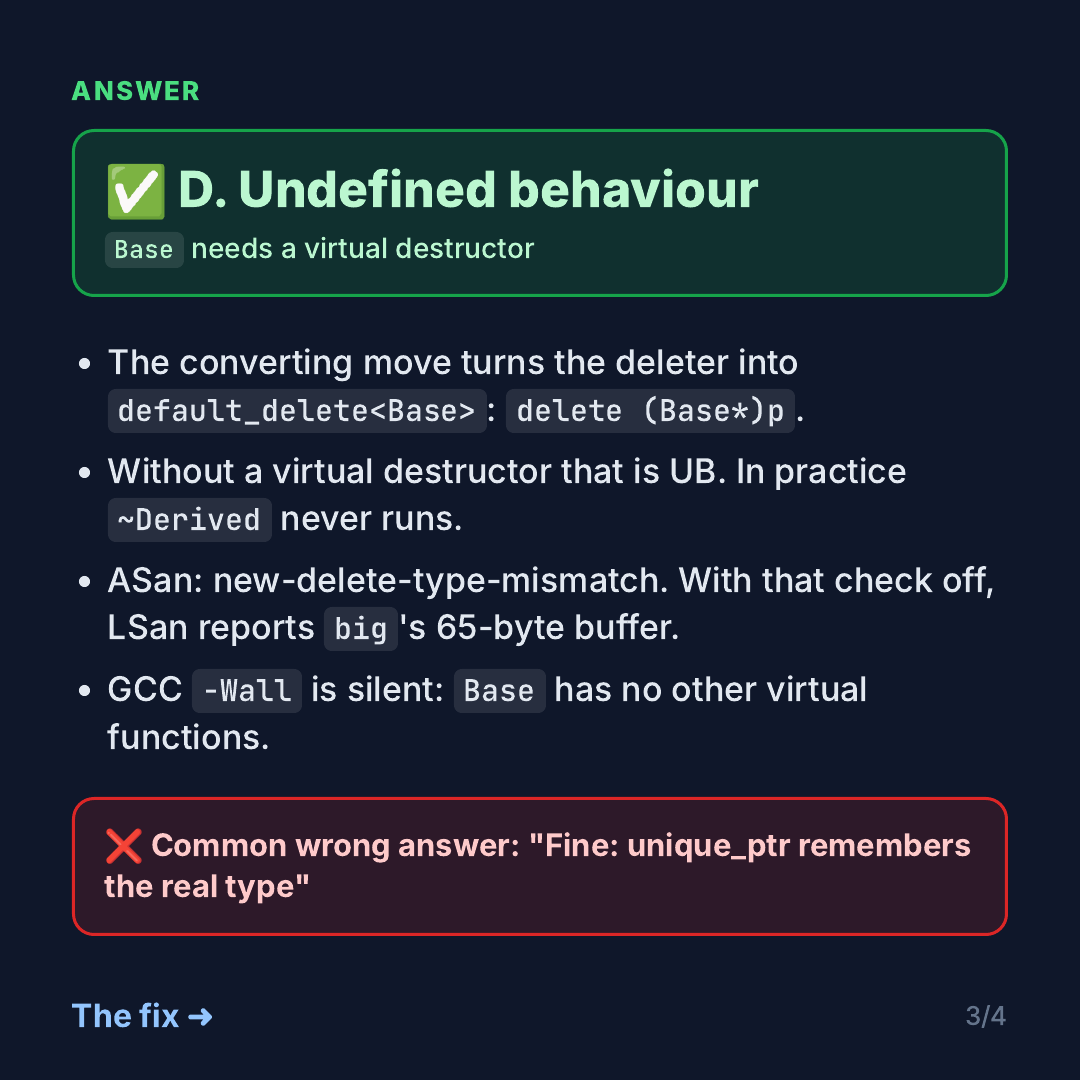 ANSWER
✅ D. Undefined behaviour
Base needs a virtual destructor
• The converting move turns the deleter into
default_delete<Base>: delete (Base*)p.
• Without a virtual destructor that is UB. In practice
~Derived never runs.
• ASan: new-delete-type-mismatch. With that check off,
LSan reports big's 65-byte buffer.
• GCC -Wall is silent: Base has no other virtual
functions.
❌ Common wrong answer: "Fine: unique_ptr remembers
the real type"
The fix ➜
3/4